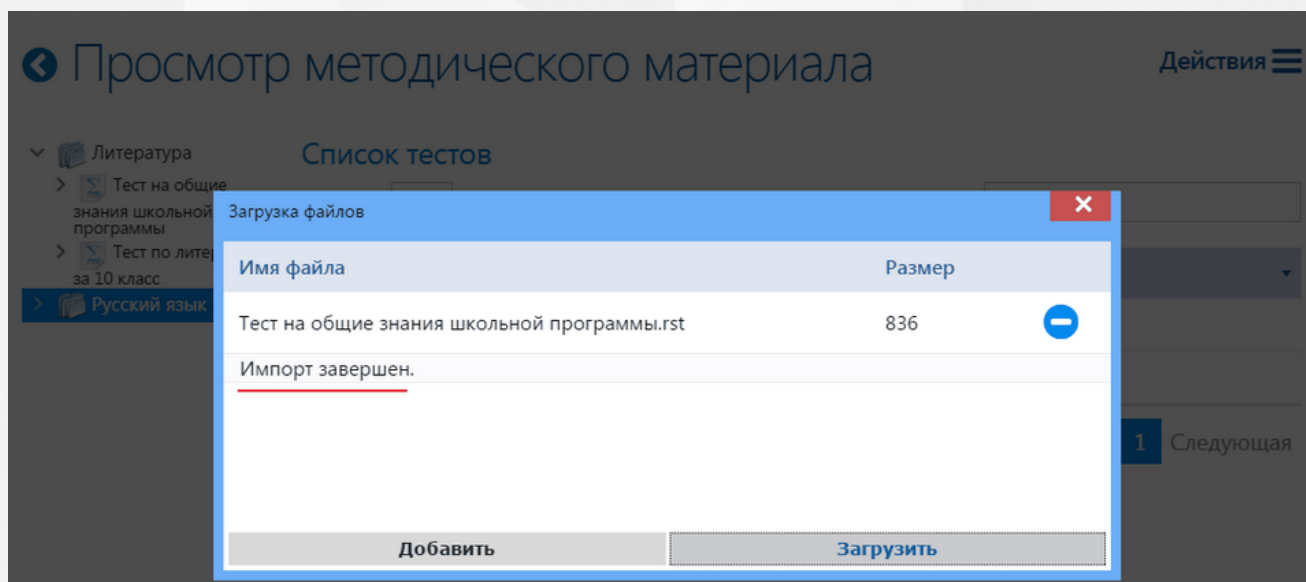 Просмотр методического материала
Действия
Литература
Тест на общие
знания школьной
программы
Тест по
за 10 класс
Русский язык
Список тестов
Загрузка файлов
Имя файла Размер
Тест на общие знания школьной программы.rst 836
Импорт завершен.
Добавить Загрузить
1 Следующая